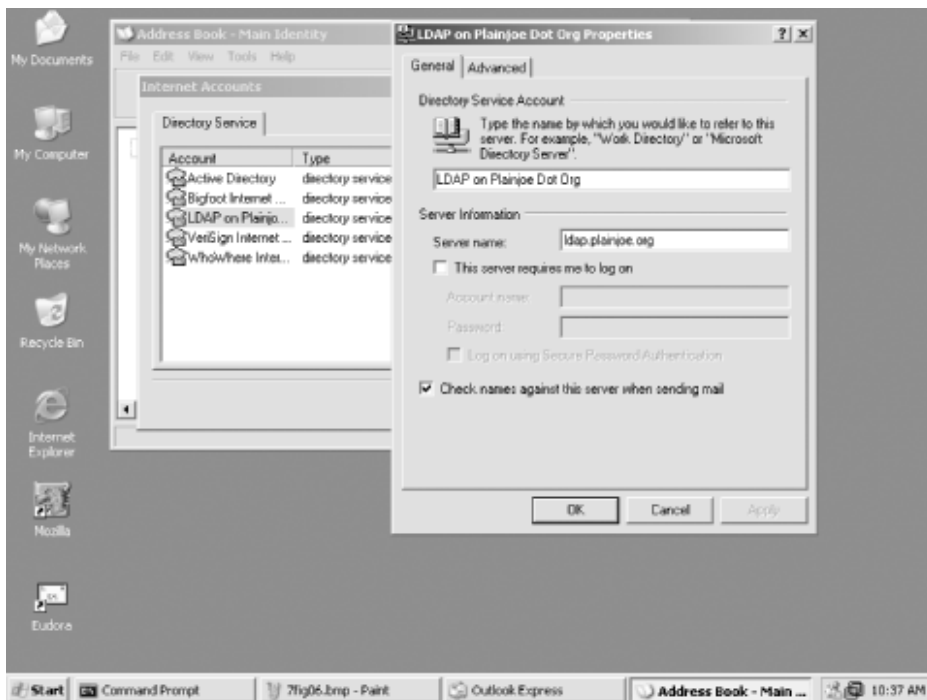 My Documents
My Computer
My Network
Places
Recycle Bin
Internet
Explorer
Mozilla
Eudora
Address Book - Main Identity
File Edit View Tools Help
Internet Accounts
Directory Service
Account Type
Active Directory directory service
Bigfoot Internet ... directory service
LDAP on Plainjo... directory service
VeriSign Internet ... directory service
WhoWhere Inter... directory service
LDAP on Plainjoe Dot Org Properties
General Advanced
Directory Service Account
Type the name by which you would like to refer to this
server. For example, "Work Directory" or "Microsoft
Directory Server".
LDAP on Plainjoe Dot Org
Server Information
Server name: ldap.plainjoe.org
This server requires me to log on
Account name:
Password:
Log on using Secure Password Authentication
Check names against this server when sending mail
OK Cancel Apply
Start Command Prompt 7fig06.bmp - Paint Outlook Express Address Book - Main ... 10:37 AM